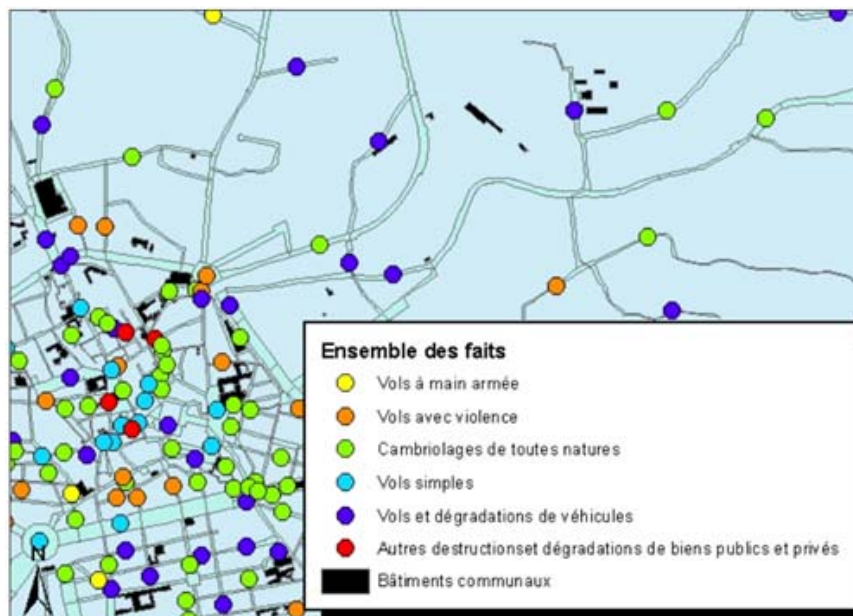 Ensemble des faits
Vols à main armée
Vols avec violence
Cambriolages de toutes natures
Vols simples
Vols et dégradations de véhicules
Autres destructionset dégradations de biens publics et privés
Bâtiments communaux
N